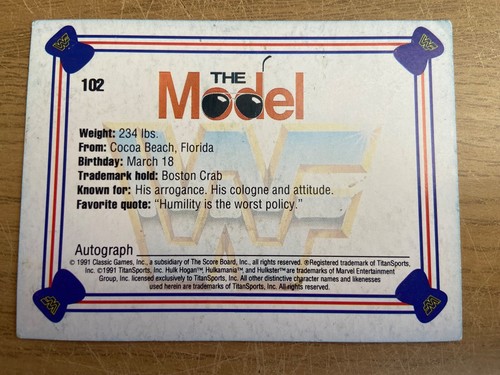 102
THE
Model
Weight: 234 lbs.
From: Cocoa Beach, Florida
Birthday: March 18
Trademark hold: Boston Crab
Known for: His arrogance. His cologne and attitude.
Favorite quote: “Humility is the worst policy.”
Autograph
© 1991 Classic Games, Inc., a subsidiary of The Score Board, Inc., all rights reserved. ®Registered trademark of TitanSports,
Inc. ©1991 TitanSports, Inc. Hulk Hogan™, Hulkamania™, and Hulkster™ are trademarks of Marvel Entertainment
Group, Inc. licensed exclusively to TitanSports, Inc. All other distinctive character names and likenesses
used herein are trademarks of TitanSports, Inc. All rights reserved.